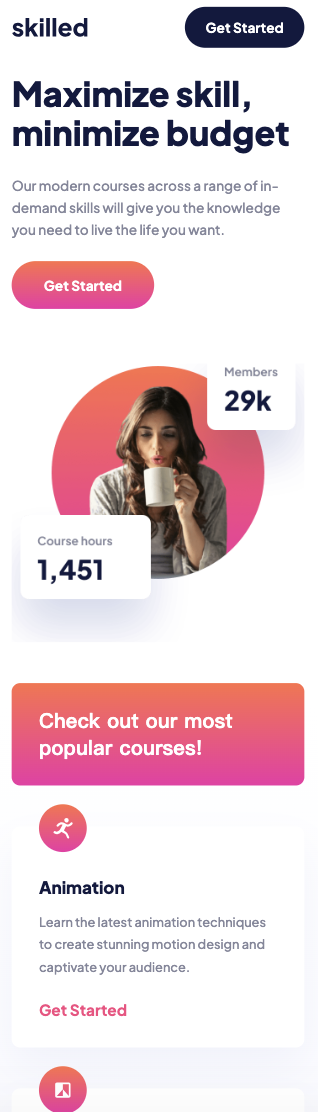 skilled
Get Started
Maximize skill,
minimize budget
Our modern courses across a range of in-
demand skills will give you the knowledge
you need to live the life you want.
Get Started
Members
29k
Course hours
1,451
Check out our most
popular courses!
Animation
Learn the latest animation techniques
to create stunning motion design and
captivate your audience.
Get Started